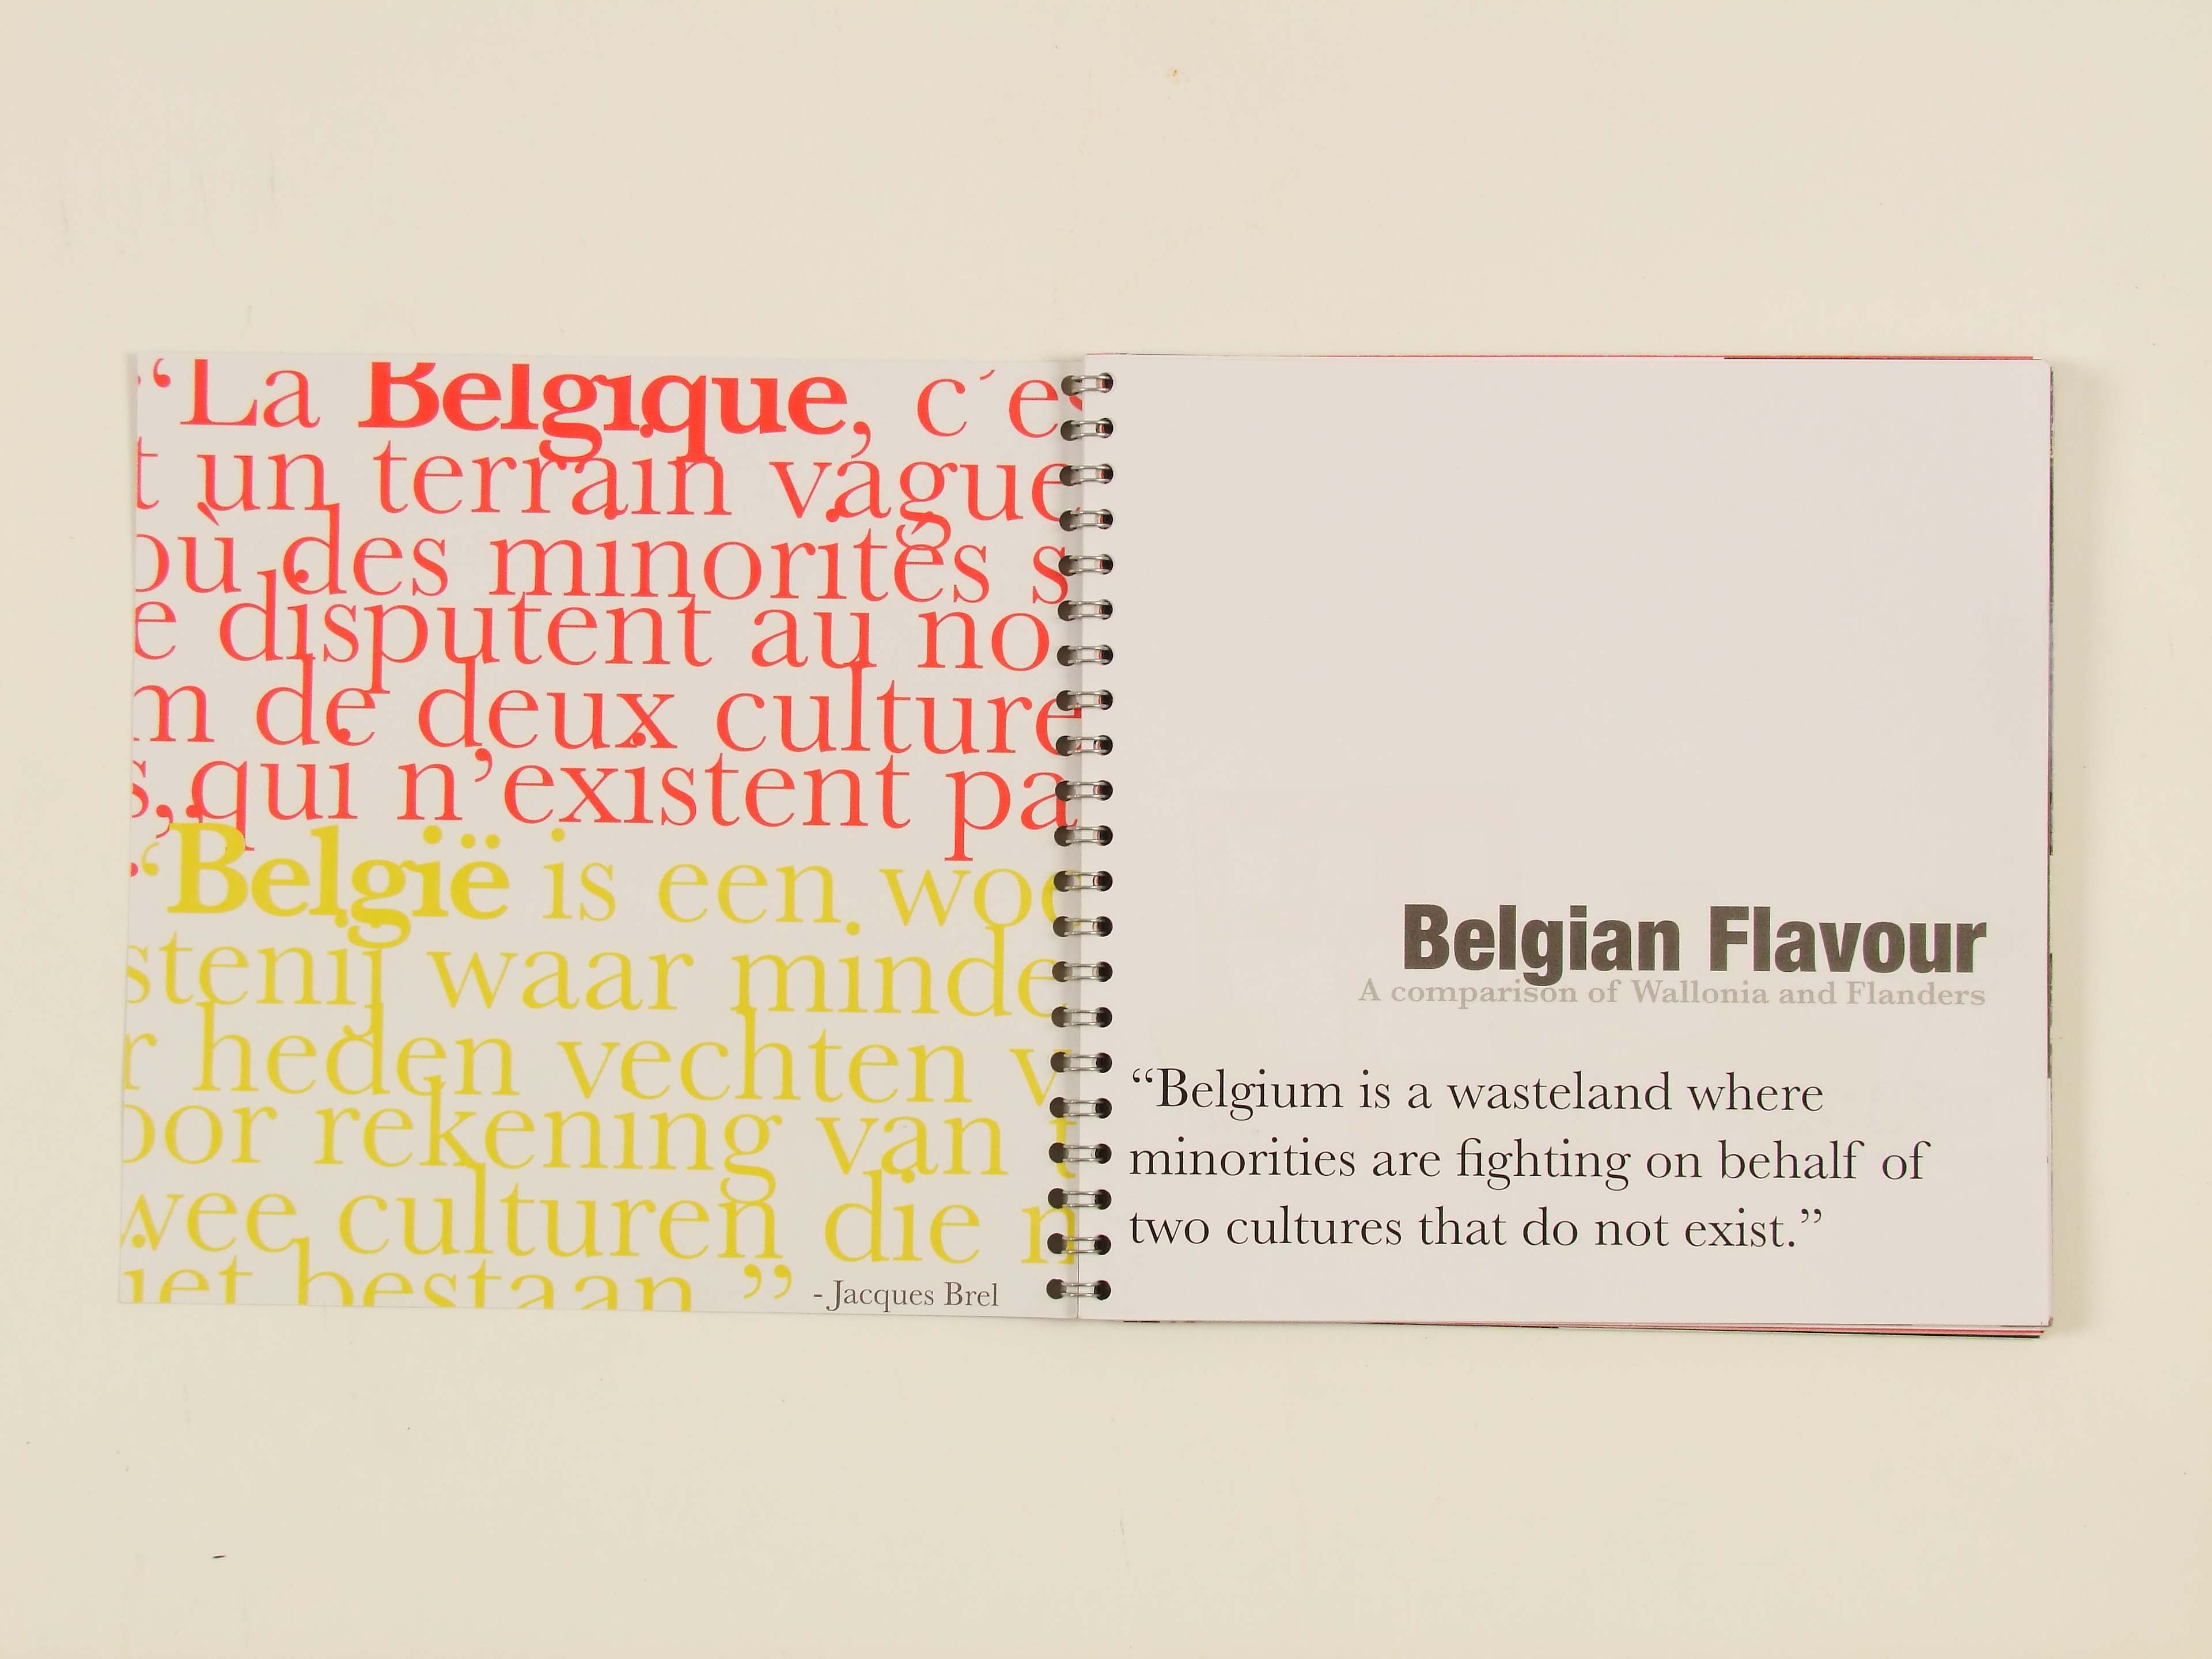 “La Belgique, c´es
t un terrain vague
où des minorités s
e disputent au no
m de deux culture
s, qui n’existent pa
“België is een woe
stenij waar minde
r heden vechten v
oor rekening van t
wee culturen die n
iet bestaan ”
- Jacques Brel
Belgian Flavour
A comparison of Wallonia and Flanders
“Belgium is a wasteland where
minorities are fighting on behalf of
two cultures that do not exist.”